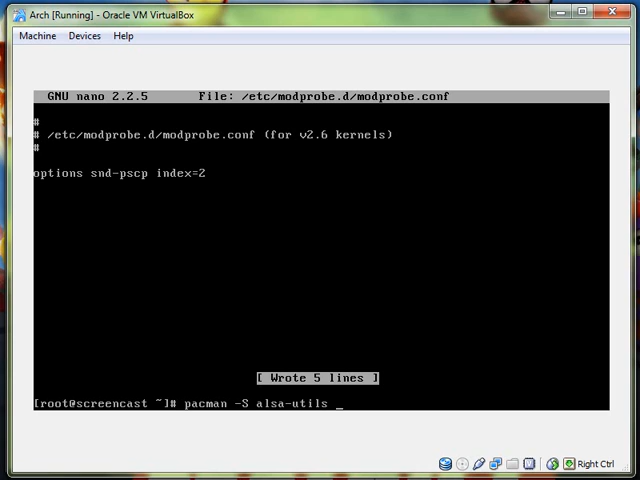 Arch [Running] - Oracle VM VirtualBox
Machine Devices Help
GNU nano 2.2.5 File: /etc/modprobe.d/modprobe.conf
#
# /etc/modprobe.d/modprobe.conf (for v2.6 kernels)
#
options snd-pscp index=2
[ Wrote 5 lines ]
[root@screencast ~]# pacman -S alsa-utils _
Right Ctrl